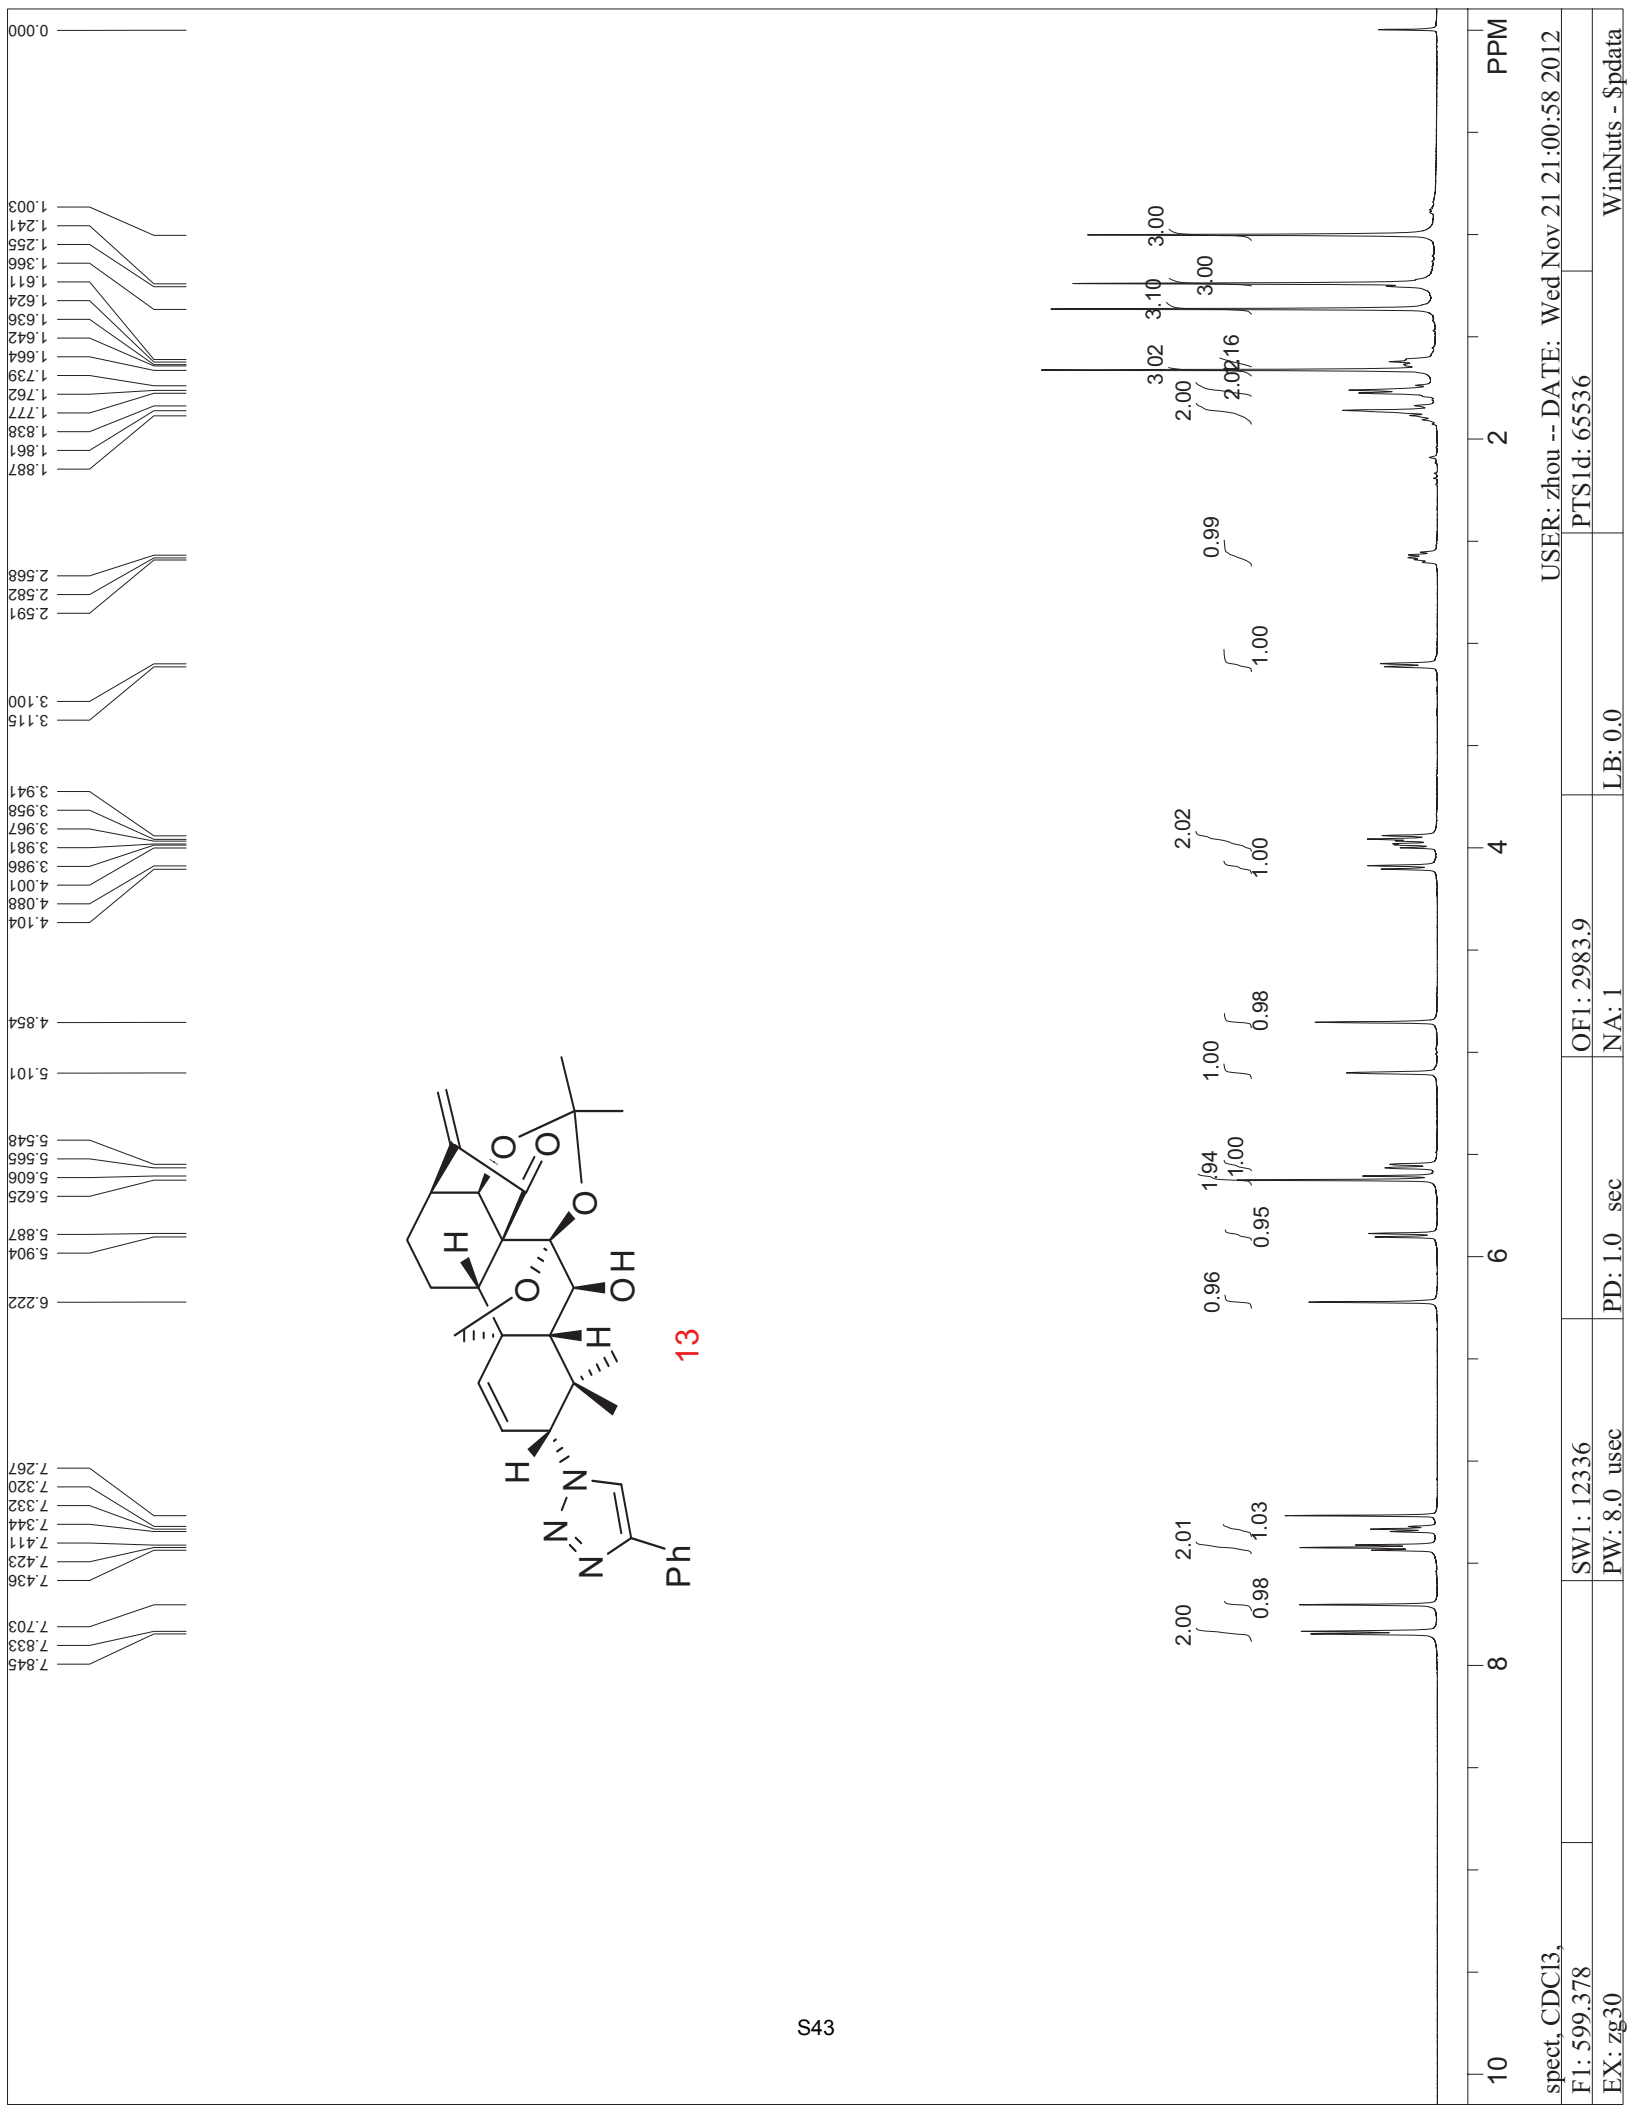 7.845
7.833
7.703
7.436
7.423
7.411
7.344
7.332
7.320
7.267
6.222
5.904
5.887
5.625
5.606
5.565
5.548
5.101
4.854
4.104
4.088
4.001
3.986
3.981
3.967
3.958
3.941
3.115
3.100
2.591
2.582
2.568
1.887
1.861
1.838
1.777
1.762
1.739
1.664
1.642
1.636
1.624
1.611
1.366
1.255
1.241
1.003
0.000
O
O
O
H
O
OH
H
H
N
N
N
Ph
13
2.00
0.98
2.01
1.03
0.96
0.95
1.94
1.00
1.00
0.98
1.00
2.02
1.00
0.99
2.00
2.02
3.02
3.10
3.00
3.00
10
8
6
4
2
PPM
spect, CDCl3,
USER: zhou -- DATE: Wed Nov 21 21:00:58 2012
F1: 599.378
SW1: 12336
OF1: 2983.9
PTS1d: 65536
EX: zg30
PW: 8.0 usec
PD: 1.0 sec
NA: 1
LB: 0.0
WinNuts - $pdata
S43